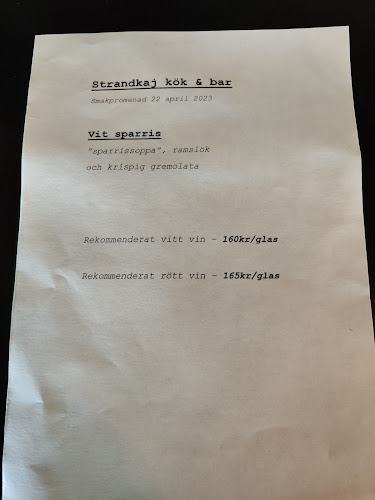 Strandkaj kök & bar
Smakpromenad 22 april 2023
Vit sparris
"sparrissoppa", ramslök
och krispig gremolata
Rekommenderat vitt vin – 160kr/glas
Rekommenderat rött vin – 165kr/glas